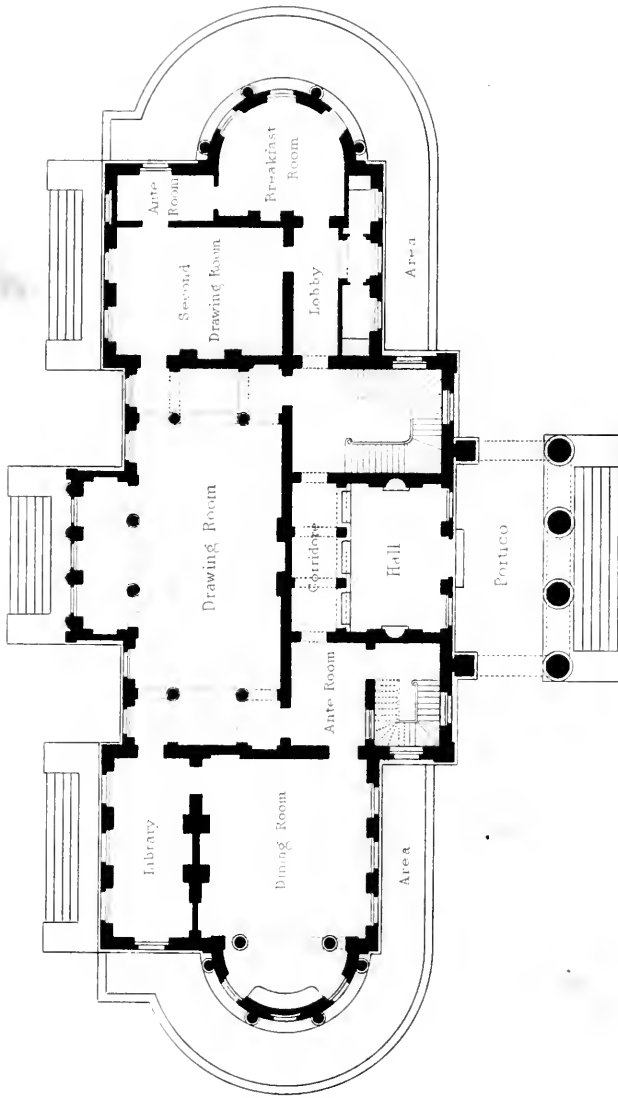 Library
Dining Room
Area
Drawing Room
Ante Room
Corridore
Hall
Portico
Second
Drawing Room
Ante
Room
Lobby
Breakfast
Room
Area